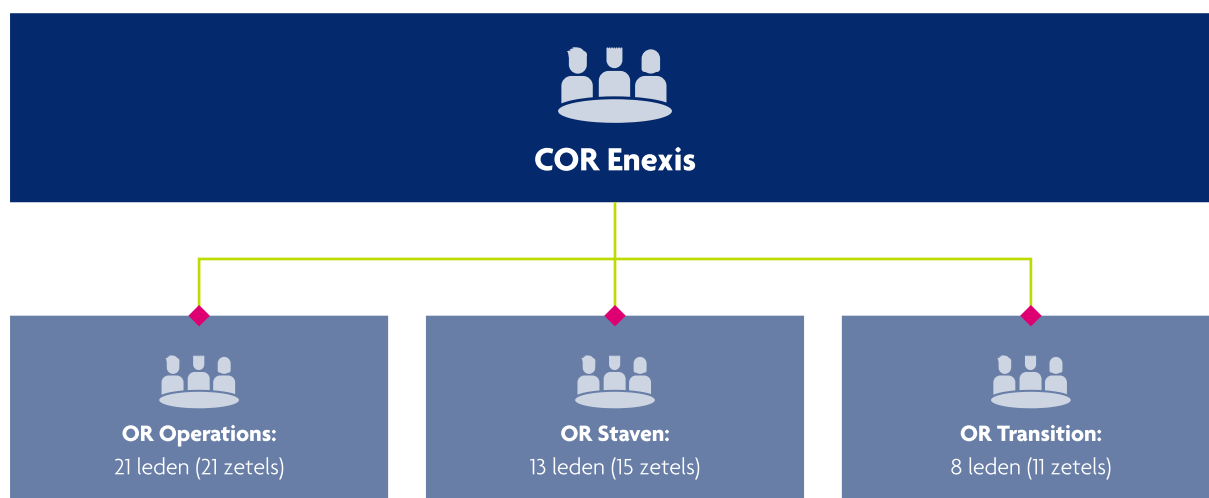 COR Enexis
OR Operations:
21 leden (21 zetels)
OR Staven:
13 leden (15 zetels)
OR Transition:
8 leden (11 zetels)